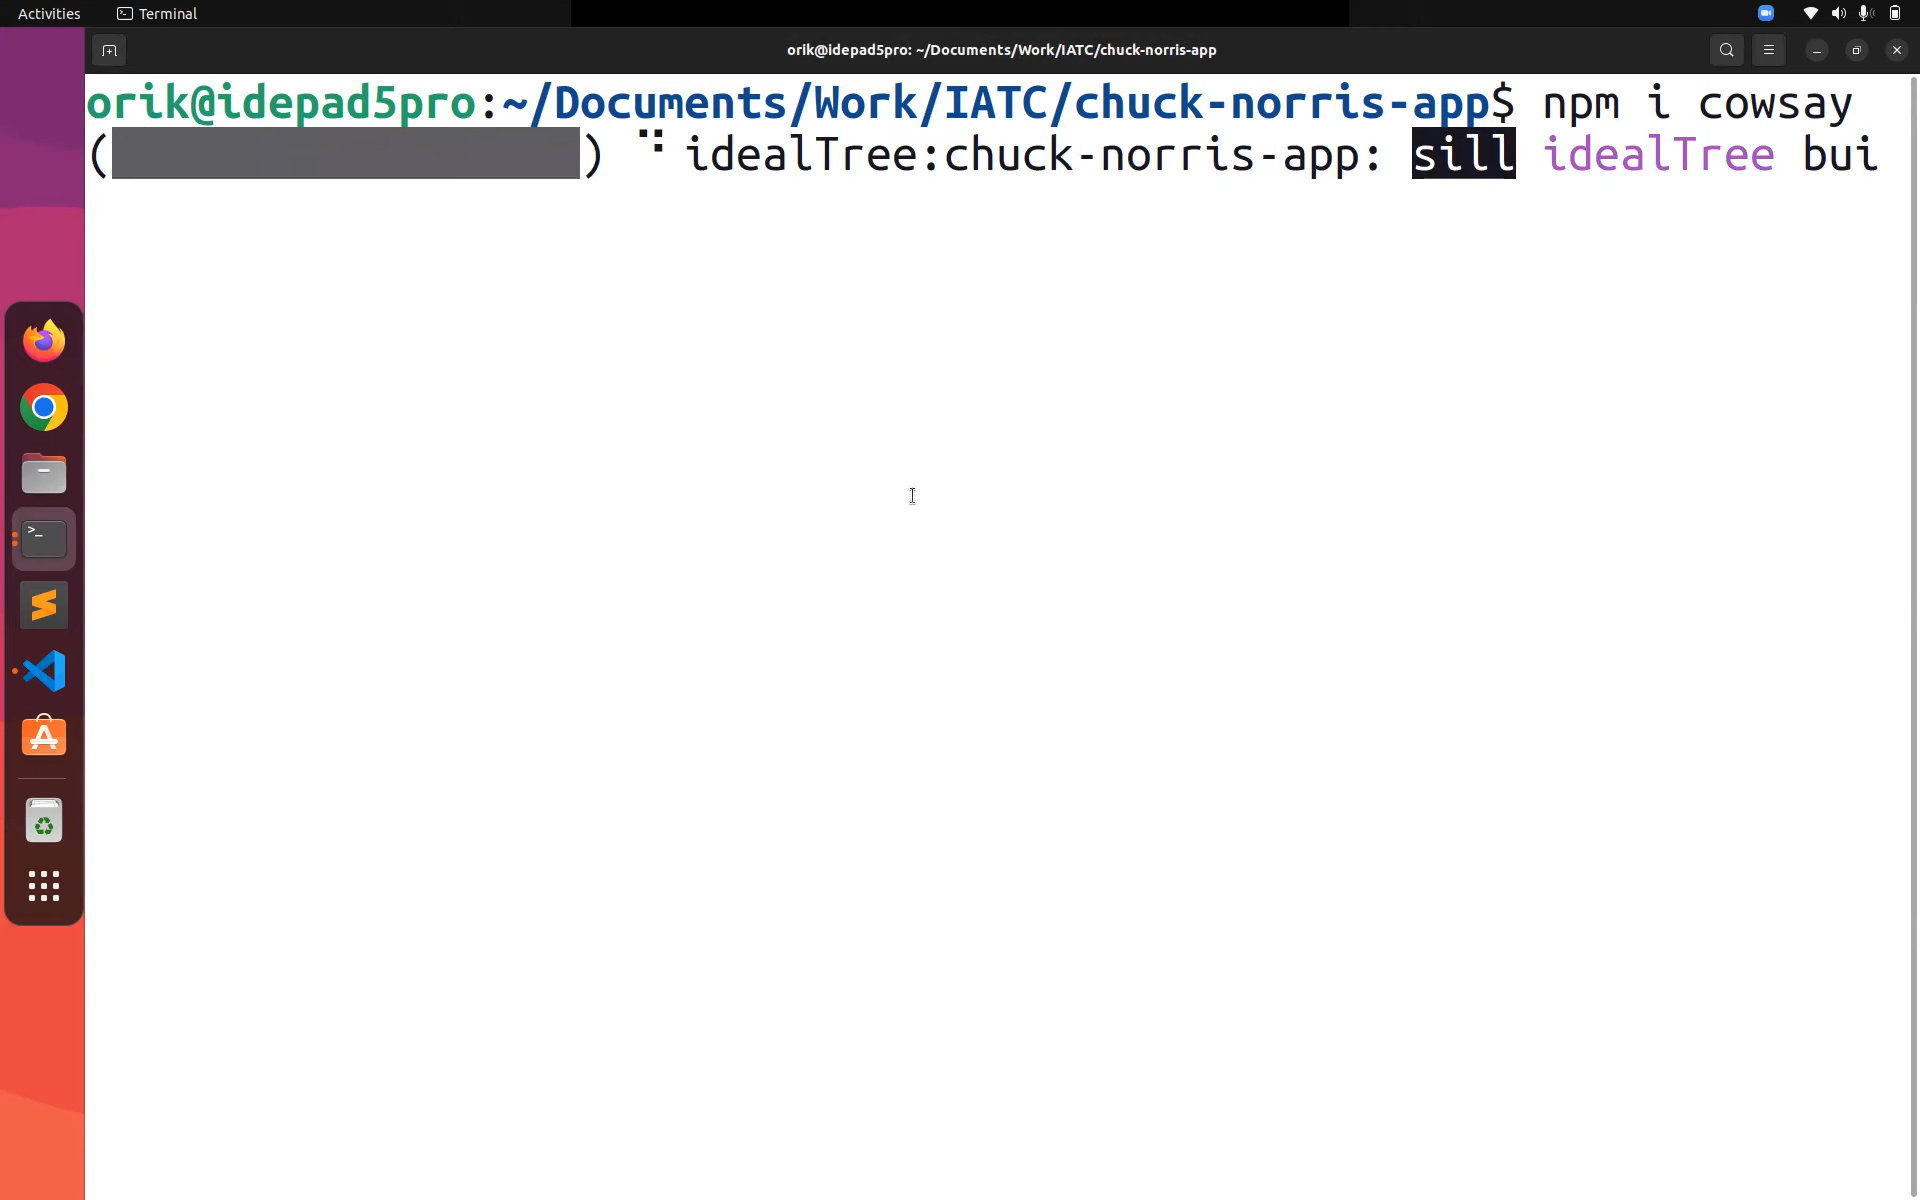 Activities Terminal
orik@idepad5pro: ~/Documents/Work/IATC/chuck-norris-app
orik@idepad5pro:~/Documents/Work/IATC/chuck-norris-app$ npm i cowsay
( ) ⠙ idealTree:chuck-norris-app: sill idealTree bui